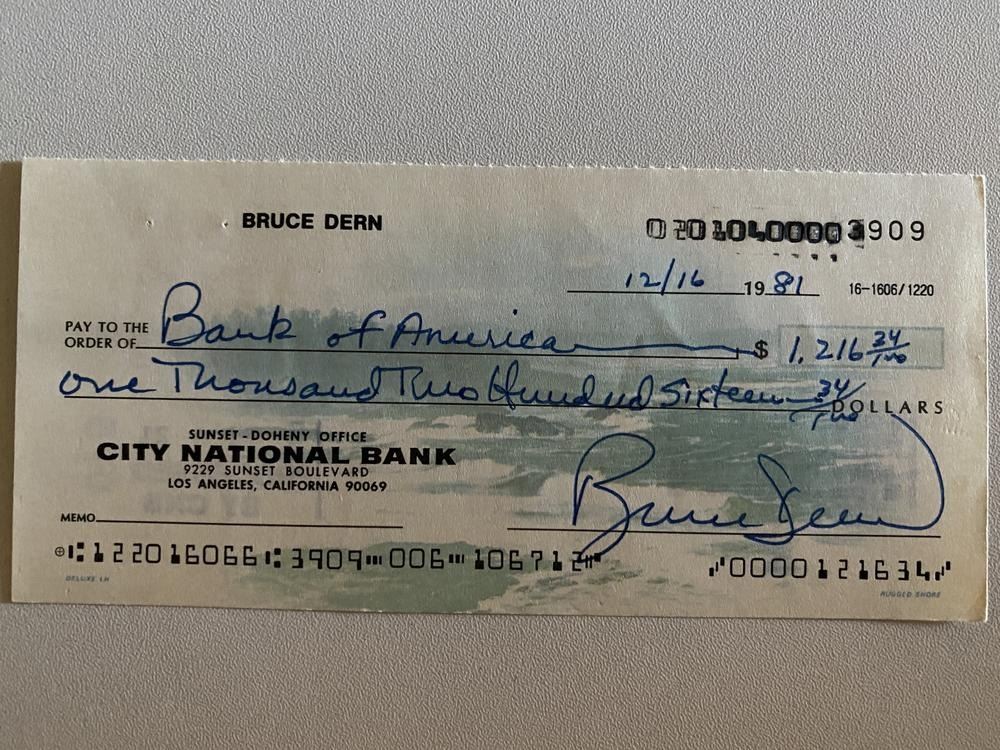 BRUCE DERN
3909
12/16 19 81 16-1606/1220
PAY TO THE
ORDER OF Bank of America $ 1,216 34/100
one Thousand Two Hundred Sixteen 34/100 DOLLARS
SUNSET-DOHENY OFFICE
CITY NATIONAL BANK
9229 SUNSET BOULEVARD
LOS ANGELES, CALIFORNIA 90069
Bruce Dern
MEMO
⑆122016066⑆3909⑈006⑈106712⑈ ⑇0000121634⑇
DELUXE LH RUGGED SHORE